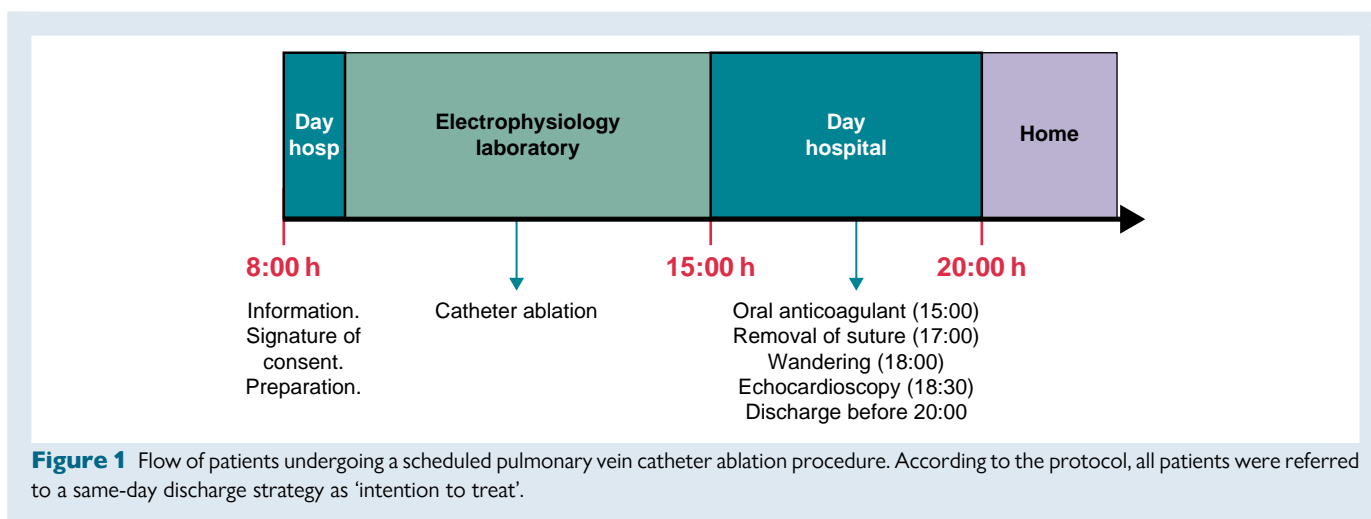 Day
hosp
Electrophysiology
laboratory
Day
hospital
Home
8:00 h
15:00 h
20:00 h
Information.
Signature of
consent.
Preparation.
Catheter ablation
Oral anticoagulant (15:00)
Removal of suture (17:00)
Wandering (18:00)
Echocardioscopy (18:30)
Discharge before 20:00
Figure 1 Flow of patients undergoing a scheduled pulmonary vein catheter ablation procedure. According to the protocol, all patients were referred
to a same-day discharge strategy as ‘intention to treat’.